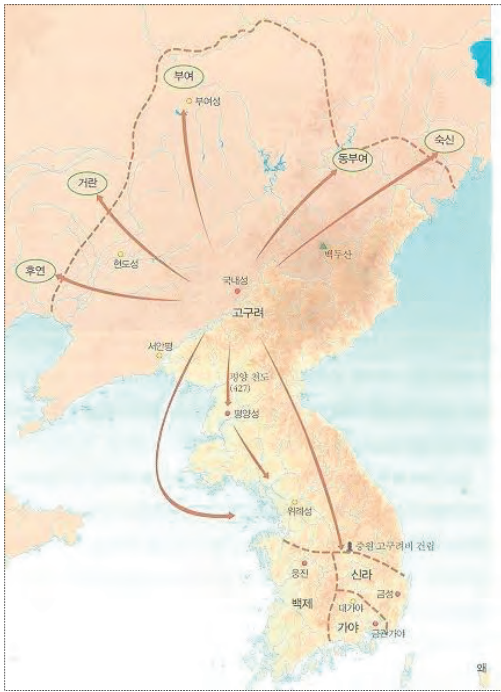 부여
부여성
숙신
동부여
거란
백두산
현도성
후연
국내성
고구려
서안평
평양 천도
(427)
평양성
위례성
중원 고구려비 건립
웅진
신라
금성
백제
대가야
가야
금관가야
왜